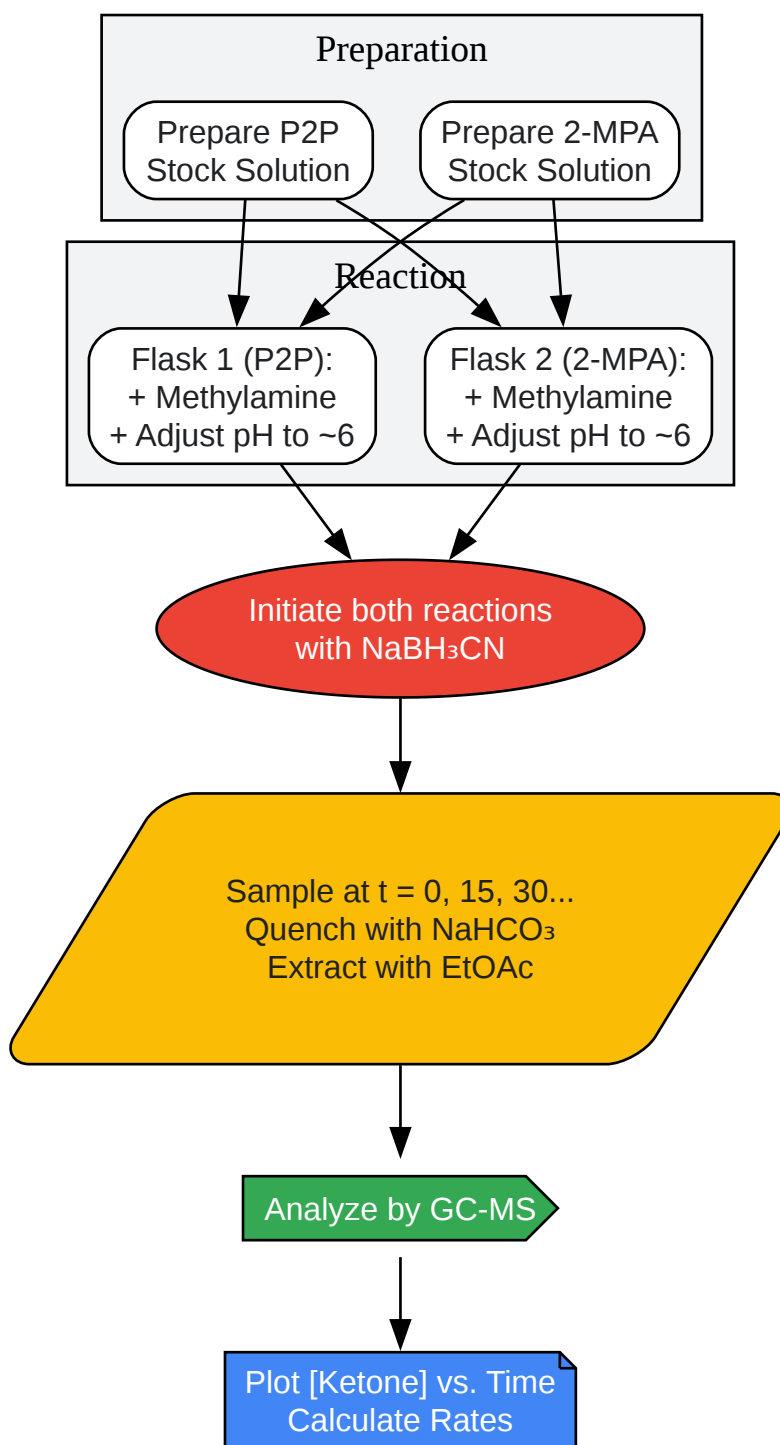 Preparation
Prepare P2P
Stock Solution
Prepare 2-MPA
Stock Solution
Reaction
Flask 1 (P2P):
+ Methylamine
+ Adjust pH to ~6
Flask 2 (2-MPA):
+ Methylamine
+ Adjust pH to ~6
Initiate both reactions
with NaBH₃CN
Sample at t = 0, 15, 30...
Quench with NaHCO₃
Extract with EtOAc
Analyze by GC-MS
Plot [Ketone] vs. Time
Calculate Rates